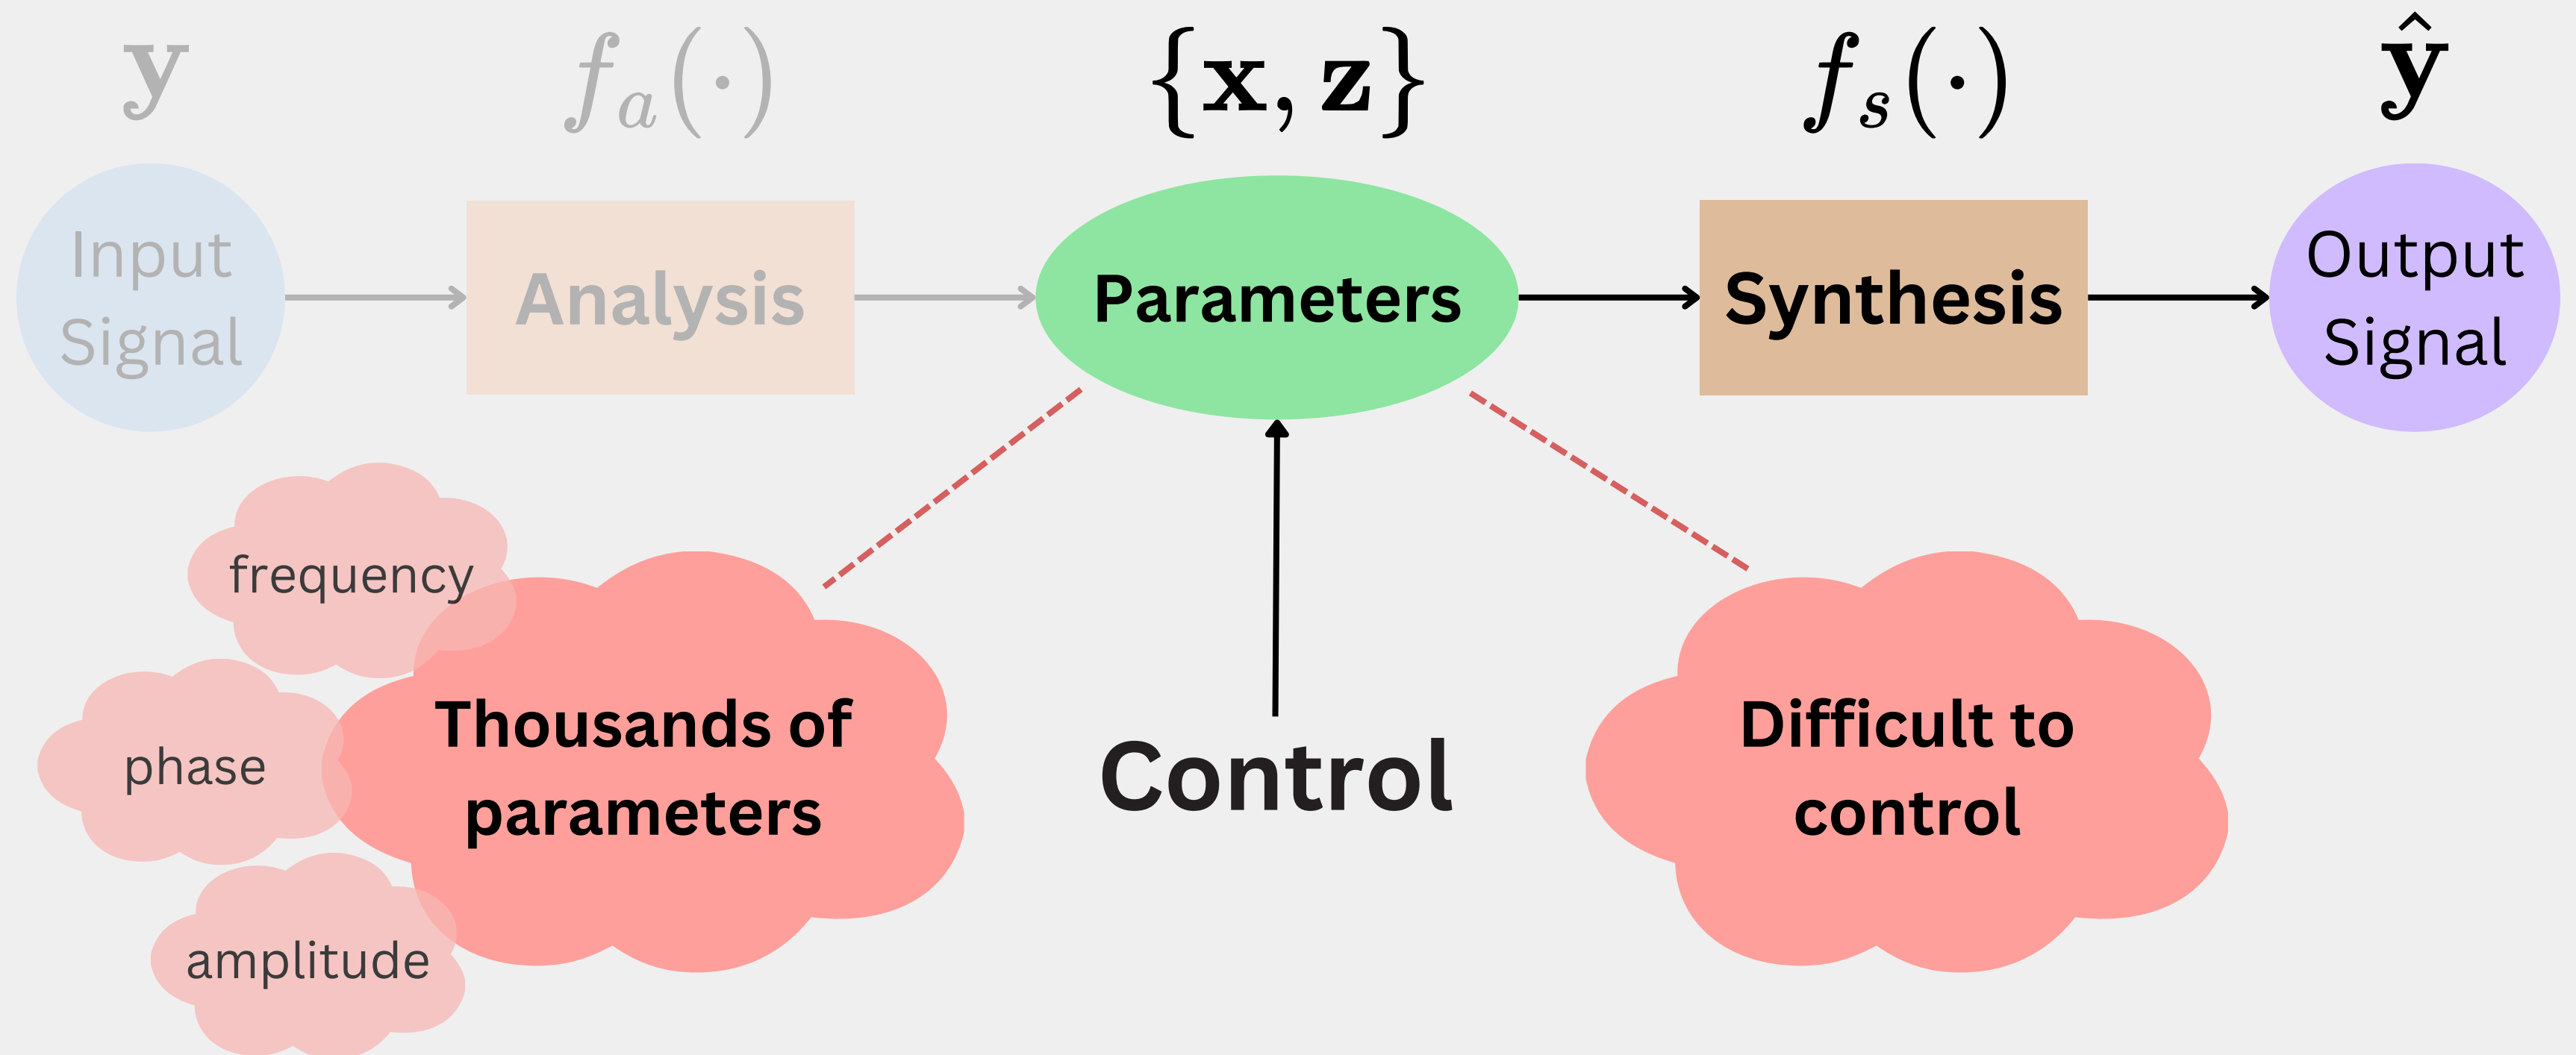 y
fₐ(·)
{x, z}
fₛ(·)
ŷ
Input
Signal
Analysis
Parameters
Synthesis
Output
Signal
frequency
phase
amplitude
Thousands of
parameters
Control
Difficult to
control